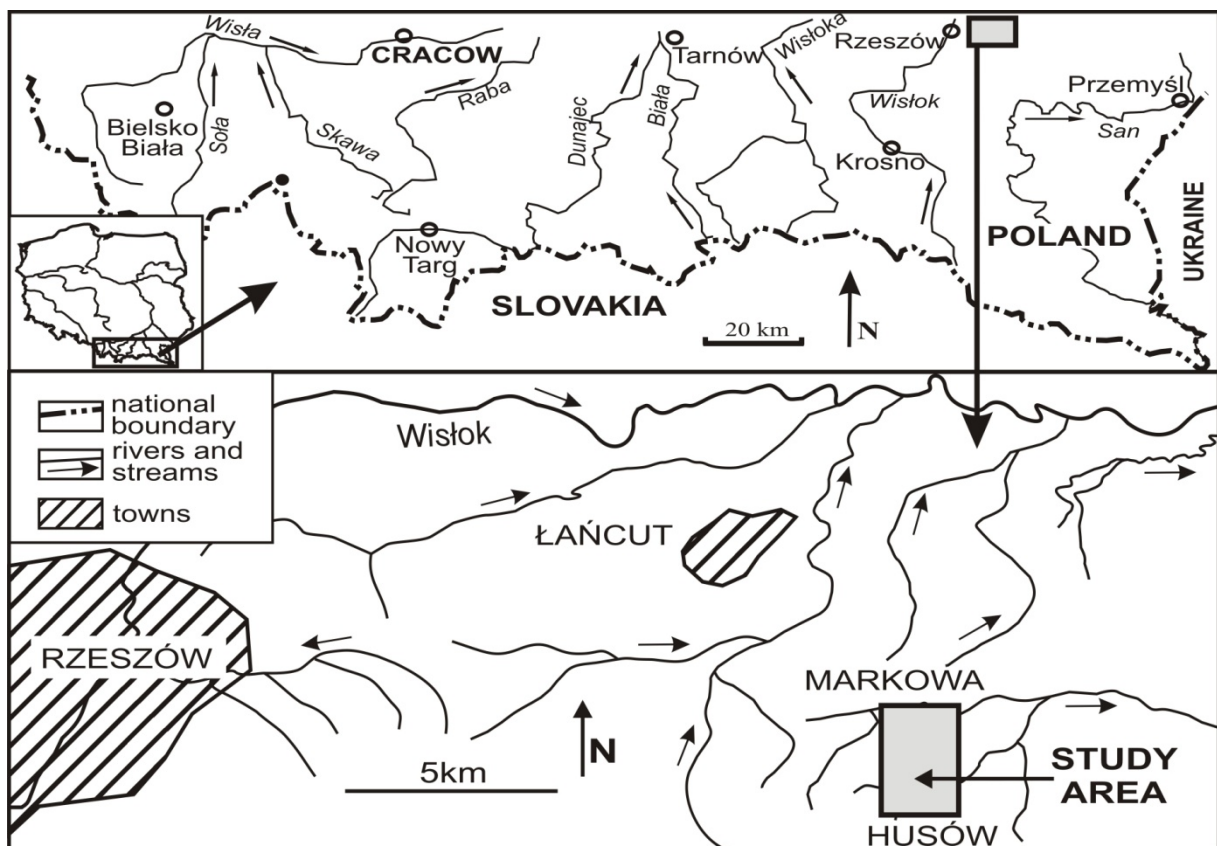 Wisła
CRACOW
Tarnów
Wisłoka
Rzeszów
Przemyśl
Bielsko
Biała
Soła
Skawa
Raba
Dunajec
Biała
Wisłok
Krosno
San
Nowy
Targ
SLOVAKIA
POLAND
UKRAINE
20 km
N
national
boundary
rivers and
streams
towns
Wisłok
ŁAŃCUT
RZESZÓW
MARKOWA
N
5km
STUDY
AREA
HUSÓW